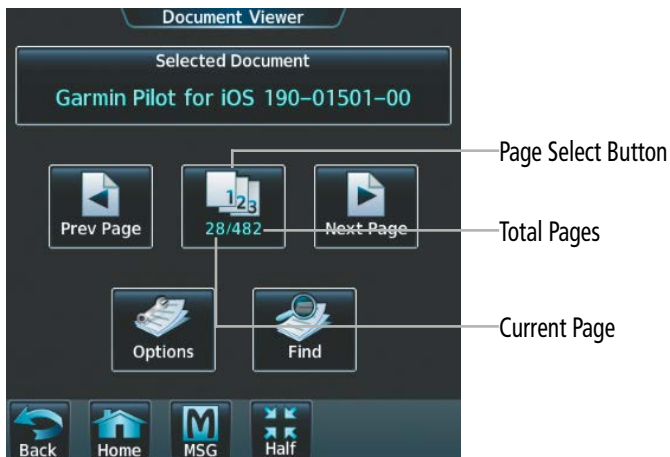 Document Viewer
Selected Document
Garmin Pilot for iOS 190-01501-00
Page Select Button
123
Prev Page
28/482
Next Page
Total Pages
Current Page
Options
Find
M
Back
Home
MSG
Half